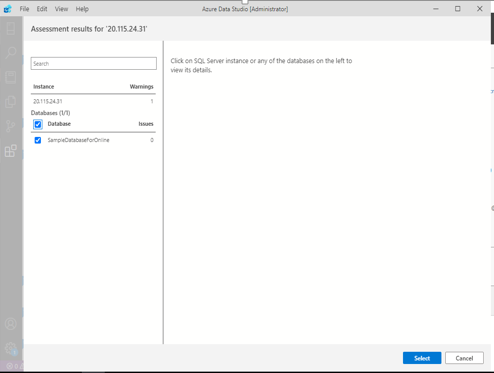 File Edit View Help Azure Data Studio [Administrator]
Assessment results for '20.115.24.31'
Search
Instance Warnings
20.115.24.31 1
Databases (1/1)
Database Issues
SampleDatabaseForOnline 0
Click on SQL Server instance or any of the databases on the left to
view its details.
Select Cancel